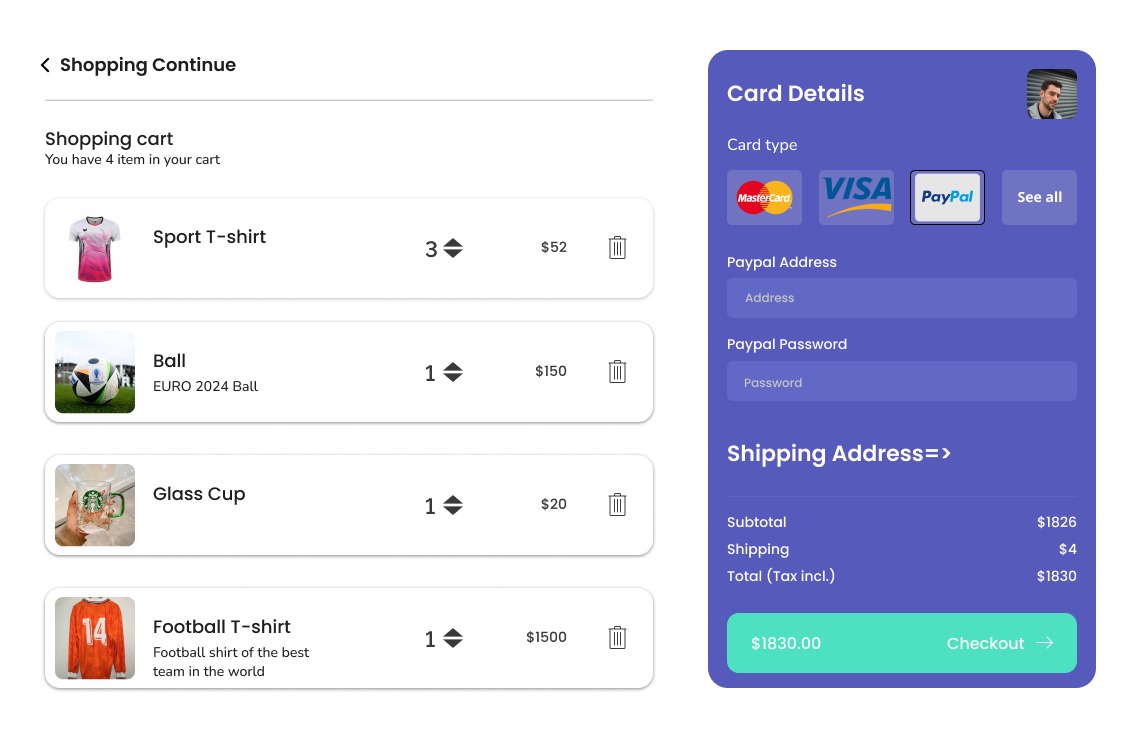 Shopping Continue
Shopping cart
You have 4 item in your cart
Sport T-shirt
3
$52
Ball
EURO 2024 Ball
1
$150
Glass Cup
1
$20
Football T-shirt
Football shirt of the best
team in the world
1
$1500
14
Card Details
Card type
MasterCard
VISA
PayPal
See all
Paypal Address
Address
Paypal Password
Password
Shipping Address=>
Subtotal
$1826
Shipping
$4
Total (Tax incl.)
$1830
$1830.00
Checkout